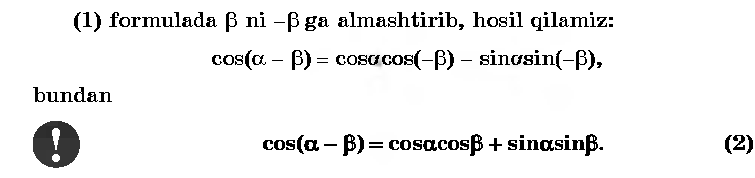 (1) formulada β ni –β ga almashtirib, hosil qilamiz:
cos(α – β) = cosαcos(–β) – sinαsin(–β),
bundan
! cos(α – β) = cosαcosβ + sinαsinβ. (2)